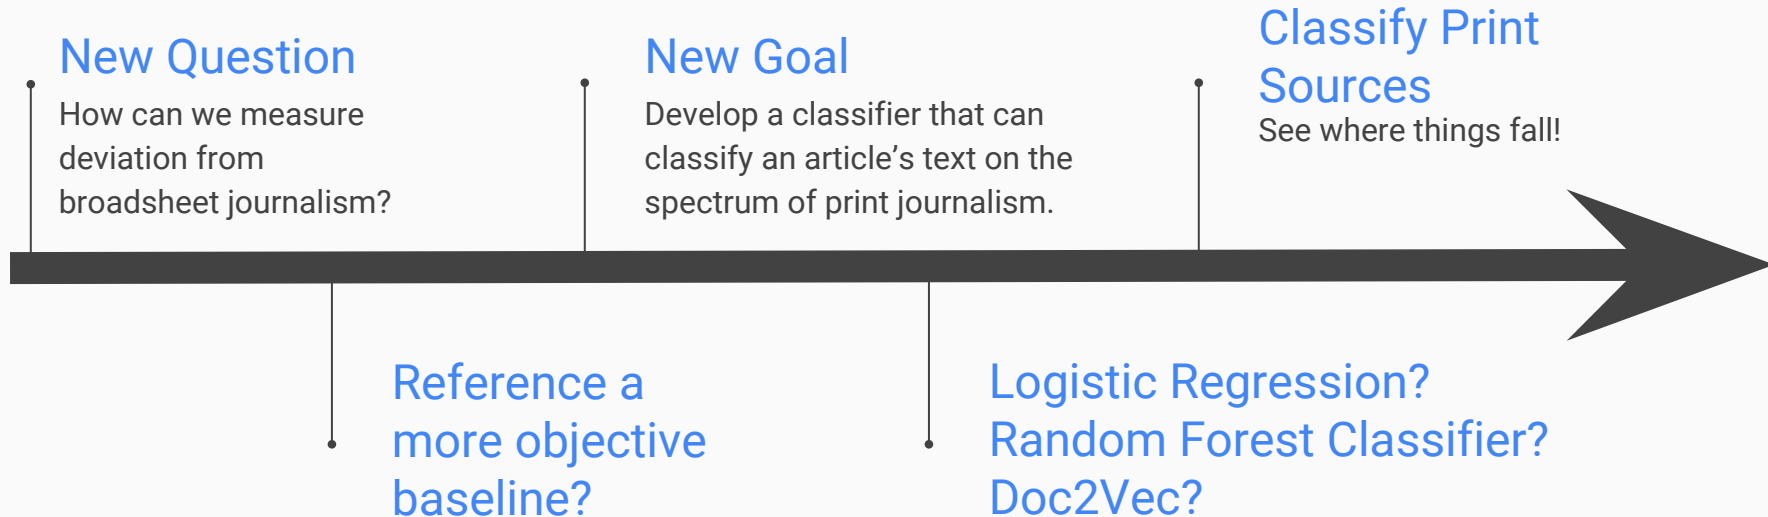 New Question
How can we measure
deviation from
broadsheet journalism?
Reference a
more objective
baseline?
New Goal
Develop a classifier that can
classify an article’s text on the
spectrum of print journalism.
Logistic Regression?
Random Forest Classifier?
Doc2Vec?
Classify Print
Sources
See where things fall!